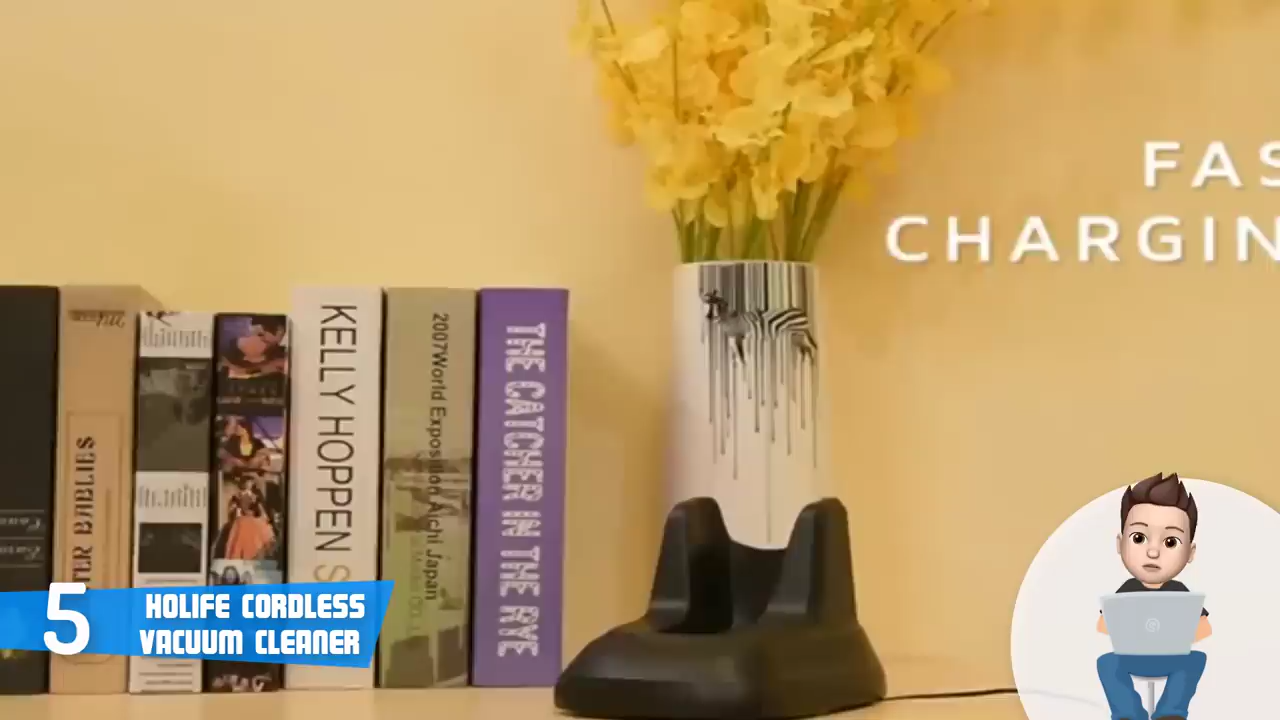 FAS
CHARGIN
KELLY HOPPEN S
2007World Exposition Aichi Japan
THE CATCHER IN THE RYE
TER BABLIES
5
HOLIFE CORDLESS
VACUUM CLEANER